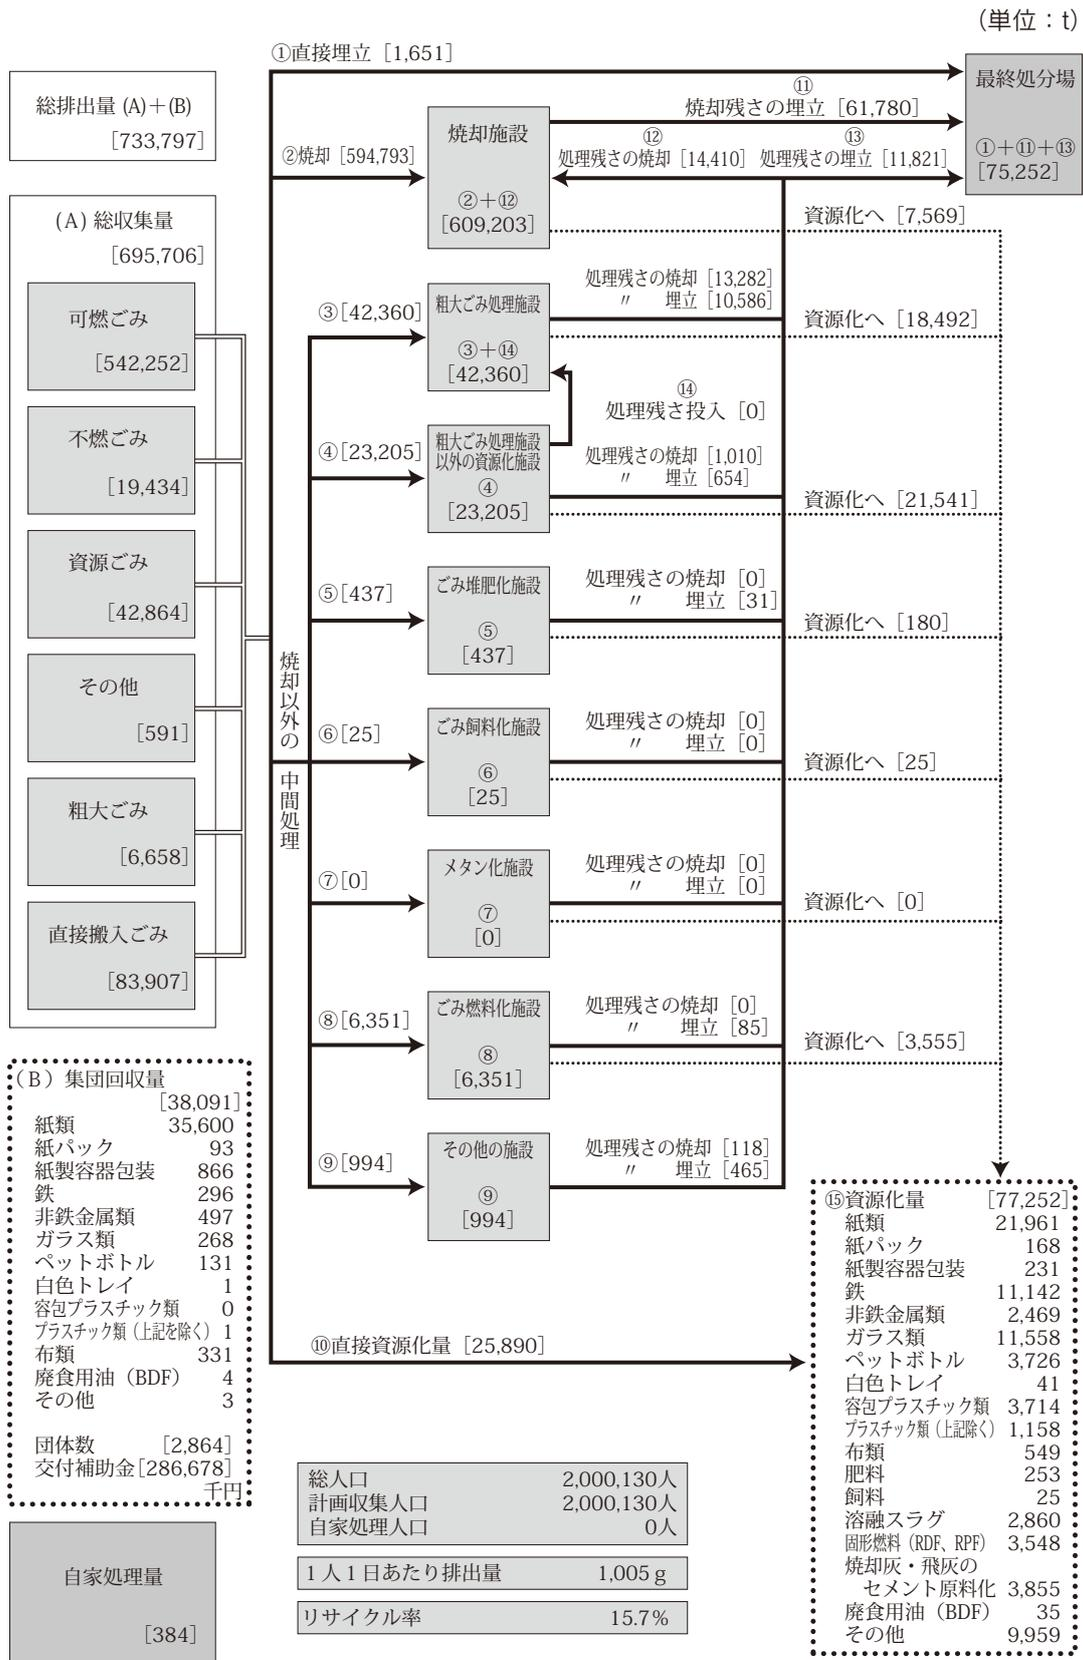 (単位：t)
総排出量 (A)＋(B)
[733,797]
(A) 総収集量
[695,706]
可燃ごみ
[542,252]
不燃ごみ
[19,434]
資源ごみ
[42,864]
その他
[591]
粗大ごみ
[6,658]
直接搬入ごみ
[83,907]
(B) 集団回収量
[38,091]
紙類 35,600
紙パック 93
紙製容器包装 866
鉄 296
非鉄金属類 497
ガラス類 268
ペットボトル 131
白色トレイ 1
容包プラスチック類 0
プラスチック類（上記を除く）1
布類 331
廃食用油（BDF） 4
その他 3
団体数 [2,864]
交付補助金[286,678]
千円
自家処理量
[384]
①直接埋立 [1,651]
②焼却 [594,793]
焼却以外の
中間処理
③[42,360]
④[23,205]
⑤[437]
⑥[25]
⑦[0]
⑧[6,351]
⑨[994]
⑩直接資源化量 [25,890]
焼却施設
②＋⑫
[609,203]
⑪
焼却残さの埋立 [61,780]
⑫
処理残さの焼却 [14,410]
⑬
処理残さの埋立 [11,821]
資源化へ [7,569]
最終処分場
①＋⑪＋⑬
[75,252]
粗大ごみ処理施設
③＋⑭
[42,360]
処理残さの焼却 [13,282]
〃 埋立 [10,586]
資源化へ [18,492]
⑭
処理残さ投入 [0]
粗大ごみ処理施設
以外の資源化施設
④
[23,205]
処理残さの焼却 [1,010]
〃 埋立 [654]
資源化へ [21,541]
ごみ堆肥化施設
⑤
[437]
処理残さの焼却 [0]
〃 埋立 [31]
資源化へ [180]
ごみ飼料化施設
⑥
[25]
処理残さの焼却 [0]
〃 埋立 [0]
資源化へ [25]
メタン化施設
⑦
[0]
処理残さの焼却 [0]
〃 埋立 [0]
資源化へ [0]
ごみ燃料化施設
⑧
[6,351]
処理残さの焼却 [0]
〃 埋立 [85]
資源化へ [3,555]
その他の施設
⑨
[994]
処理残さの焼却 [118]
〃 埋立 [465]
⑮資源化量 [77,252]
紙類 21,961
紙パック 168
紙製容器包装 231
鉄 11,142
非鉄金属類 2,469
ガラス類 11,558
ペットボトル 3,726
白色トレイ 41
容包プラスチック類 3,714
プラスチック類（上記除く）1,158
布類 549
肥料 253
飼料 25
溶融スラグ 2,860
固形燃料（RDF、RPF） 3,548
焼却灰・飛灰の
セメント原料化 3,855
廃食用油（BDF） 35
その他 9,959
総人口 2,000,130人
計画収集人口 2,000,130人
自家処理人口 0人
1人1日あたり排出量 1,005ｇ
リサイクル率 15.7％